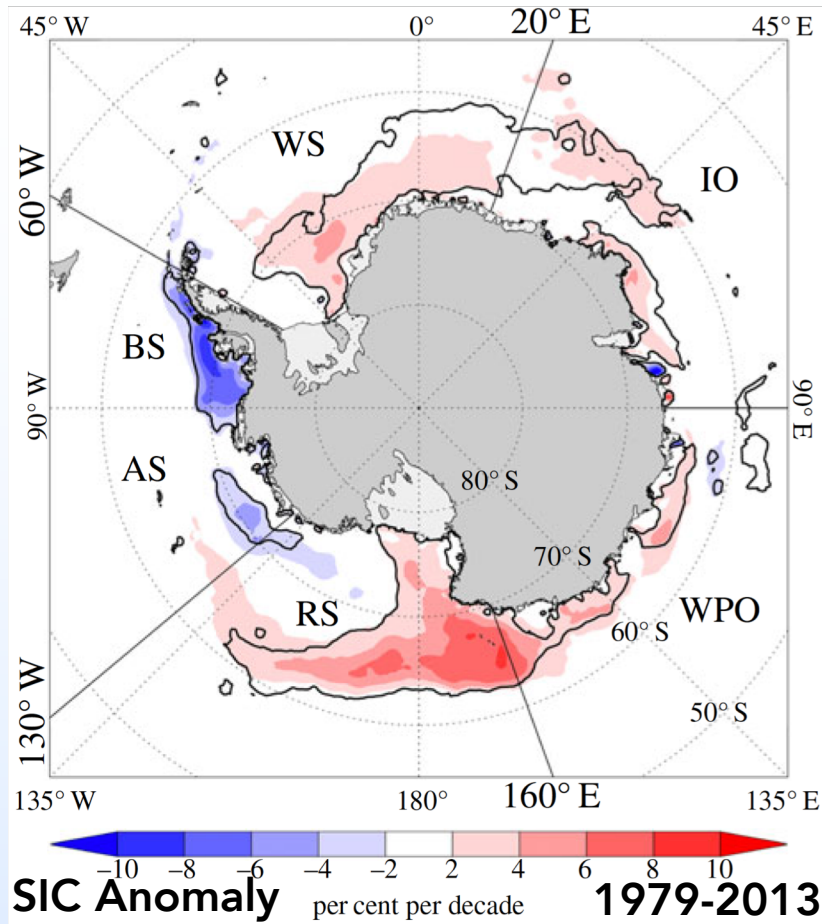 45° W 0° 20° E 45° E
WS
IO
60° W
BS
90° W
90° E
AS
80° S
70° S
RS
WPO
60° S
130° W
50° S
135° W 180° 160° E 135° E
−10 −8 −6 −4 −2 2 4 6 8 10
SIC Anomaly per cent per decade 1979-2013